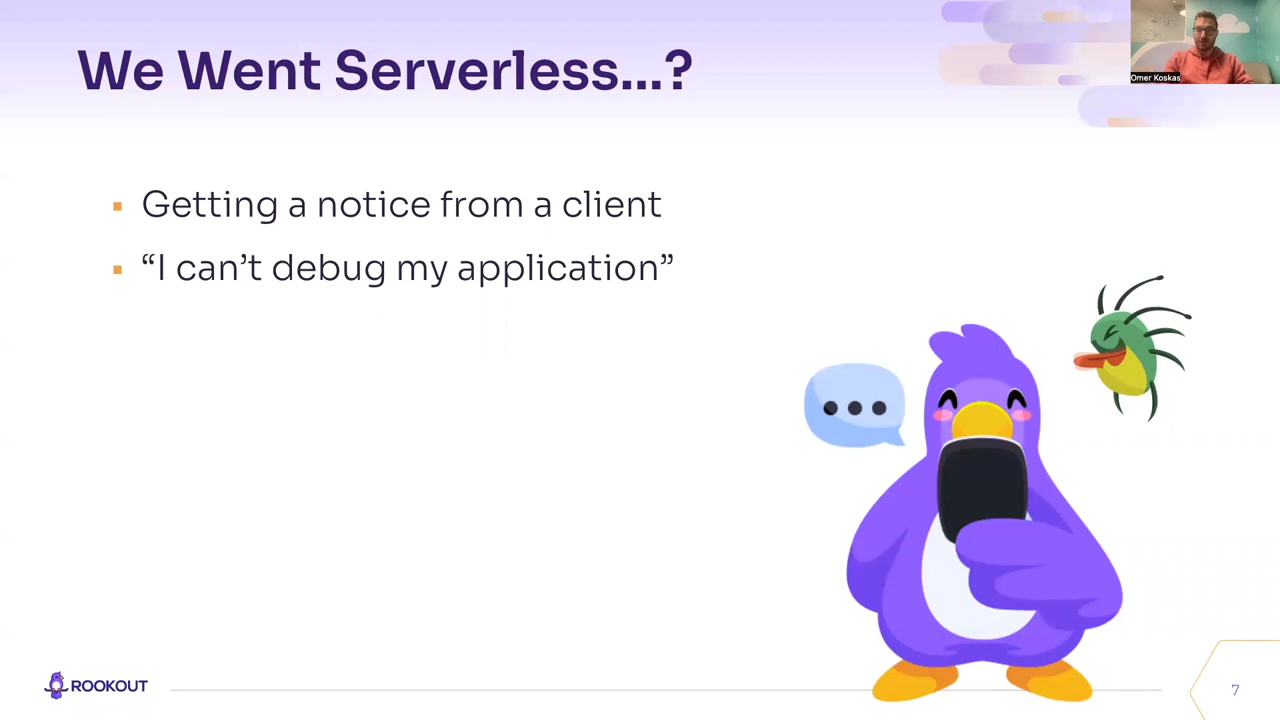 We Went Serverless...?
Omer Koskas
Getting a notice from a client
“I can’t debug my application”
ROOKOUT
7